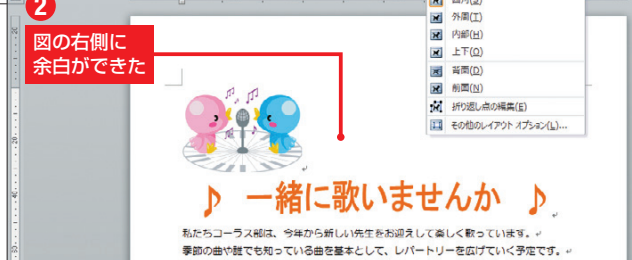 2
図の右側に
余白ができた
四角(S)
外周(T)
内部(H)
上下(O)
背面(D)
前面(N)
折り返し点の編集(E)
その他のレイアウト オプション(L)...
♪ 一緒に歌いませんか ♪
私たちコーラス部は、今年から新しい先生をお迎えして楽しく歌っています。
季節の曲や誰でも知っている曲を基本として、レパートリーを広げていく予定です。